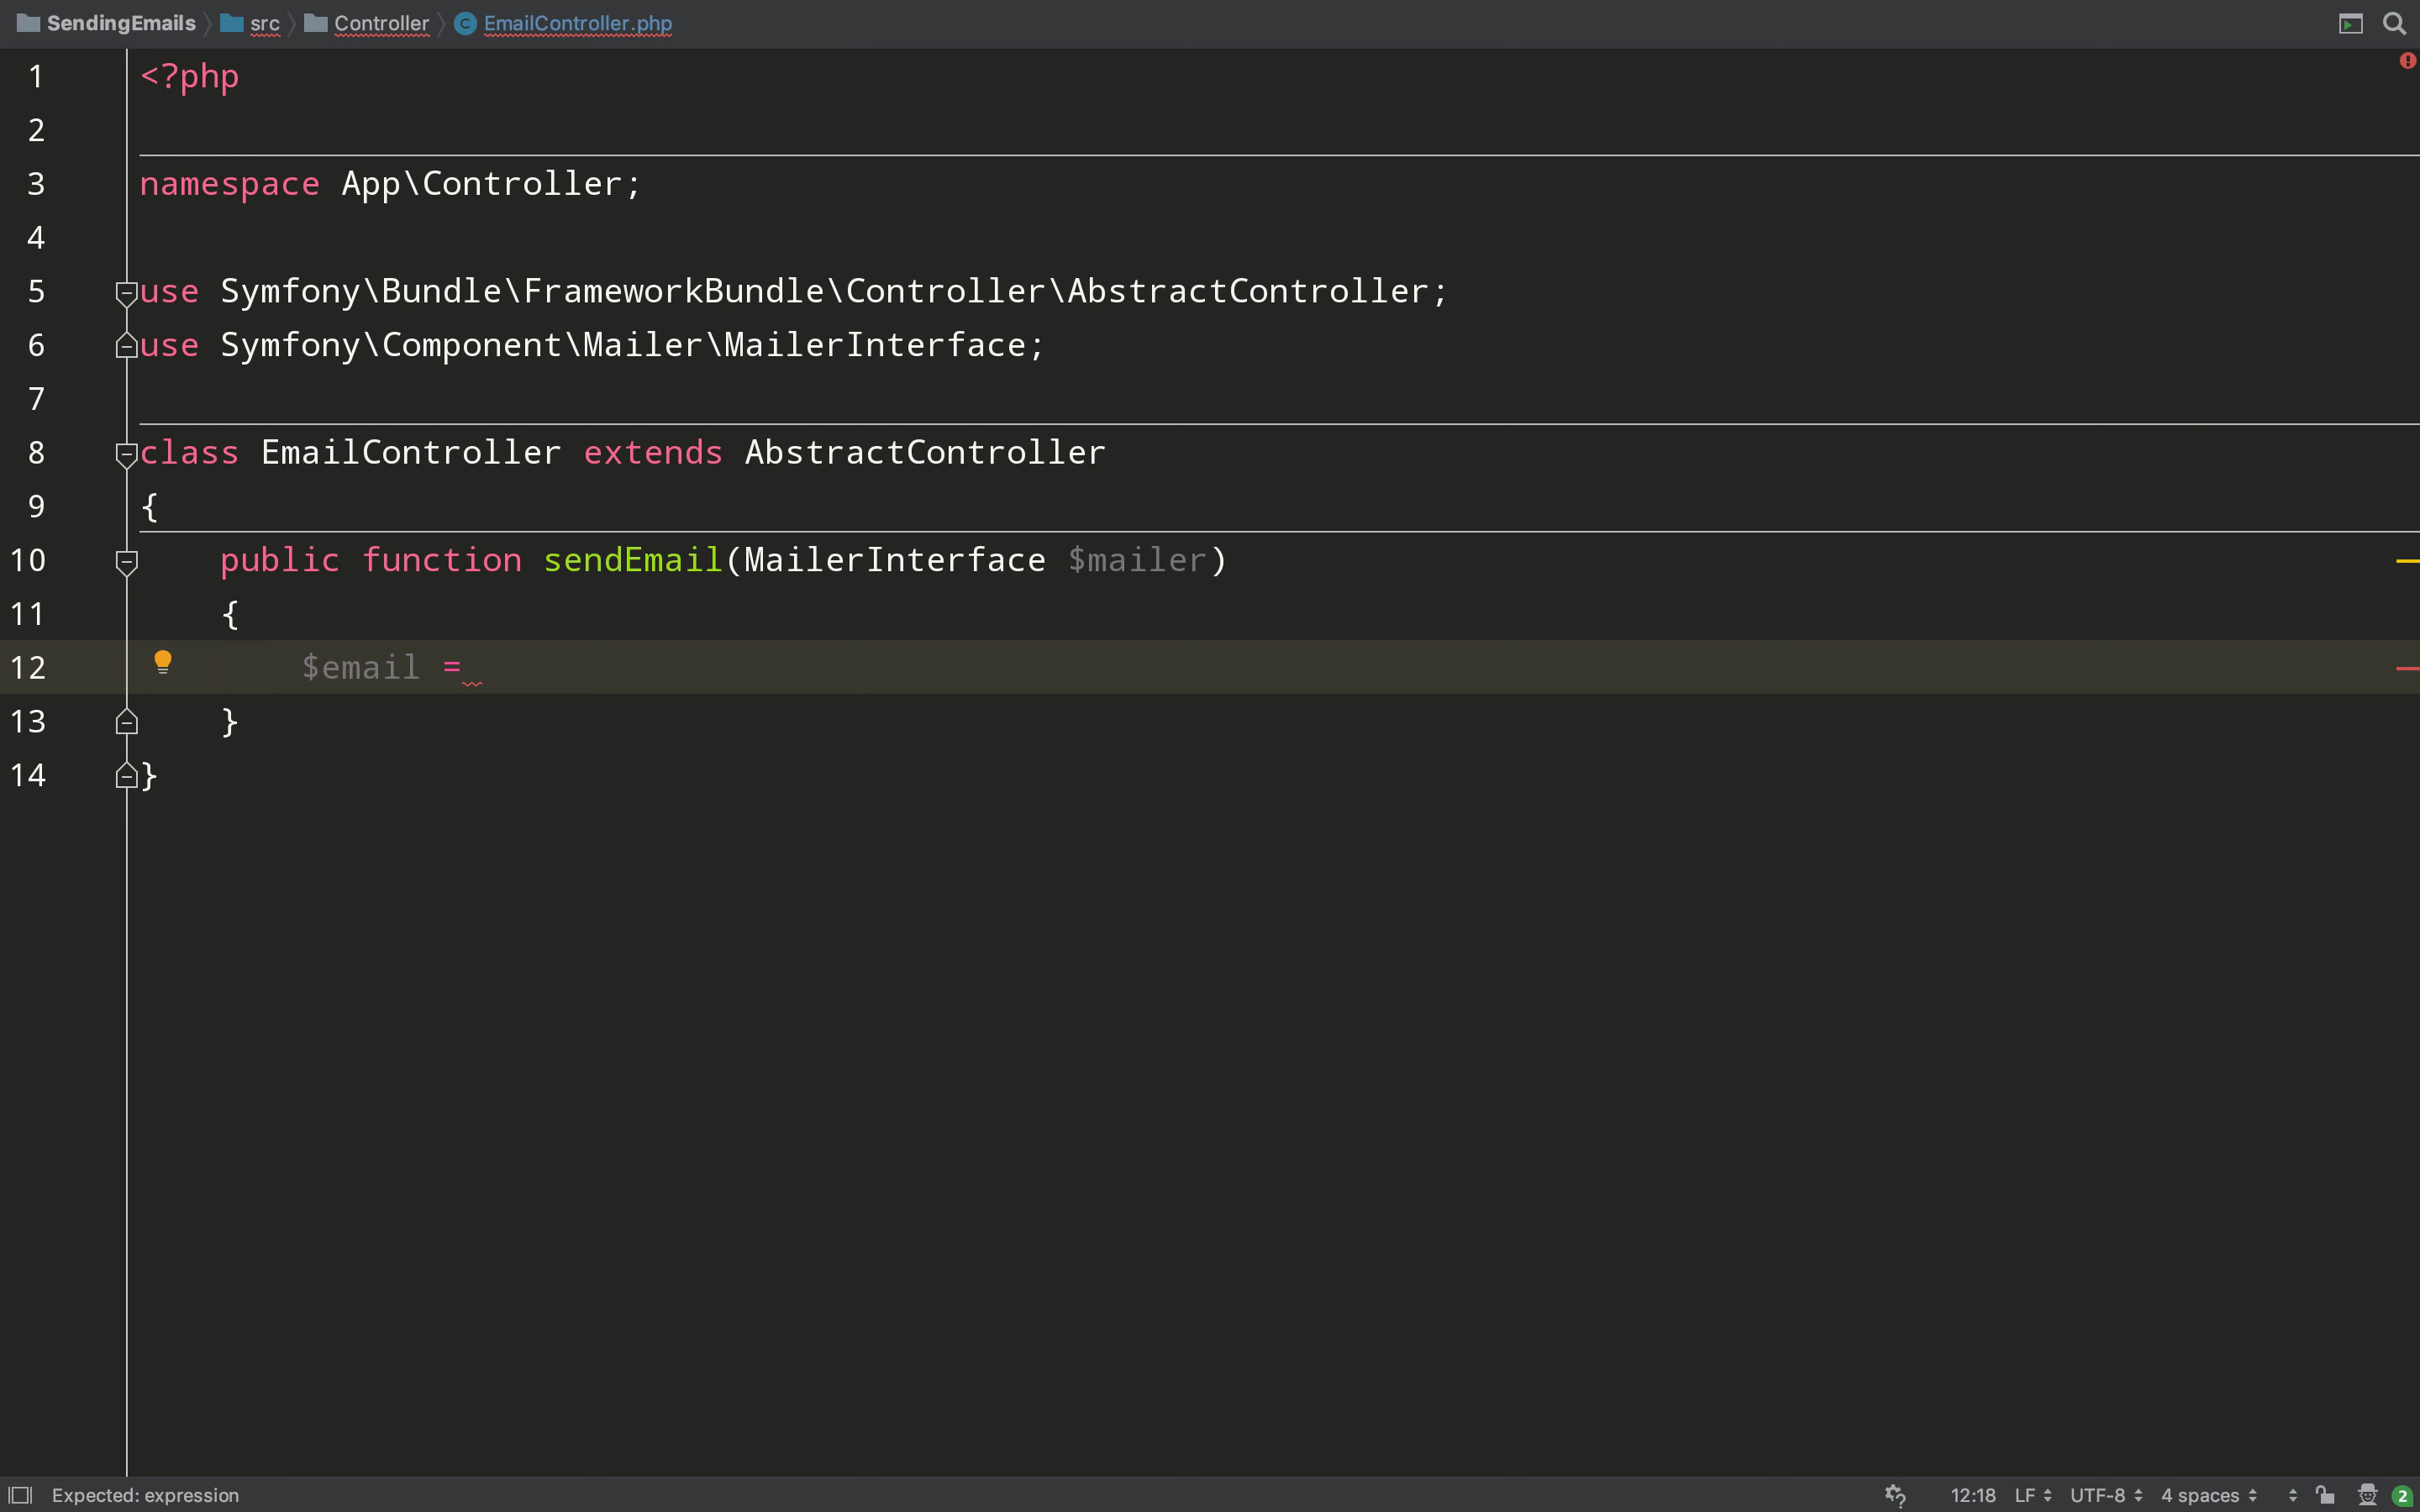 SendingEmails src Controller EmailController.php
1 <?php
2
3 namespace App\Controller;
4
5 use Symfony\Bundle\FrameworkBundle\Controller\AbstractController;
6 use Symfony\Component\Mailer\MailerInterface;
7
8 class EmailController extends AbstractController
9 {
10 public function sendEmail(MailerInterface $mailer)
11 {
12 $email =
13 }
14 }
Expected: expression 12:18 LF UTF-8 4 spaces 2